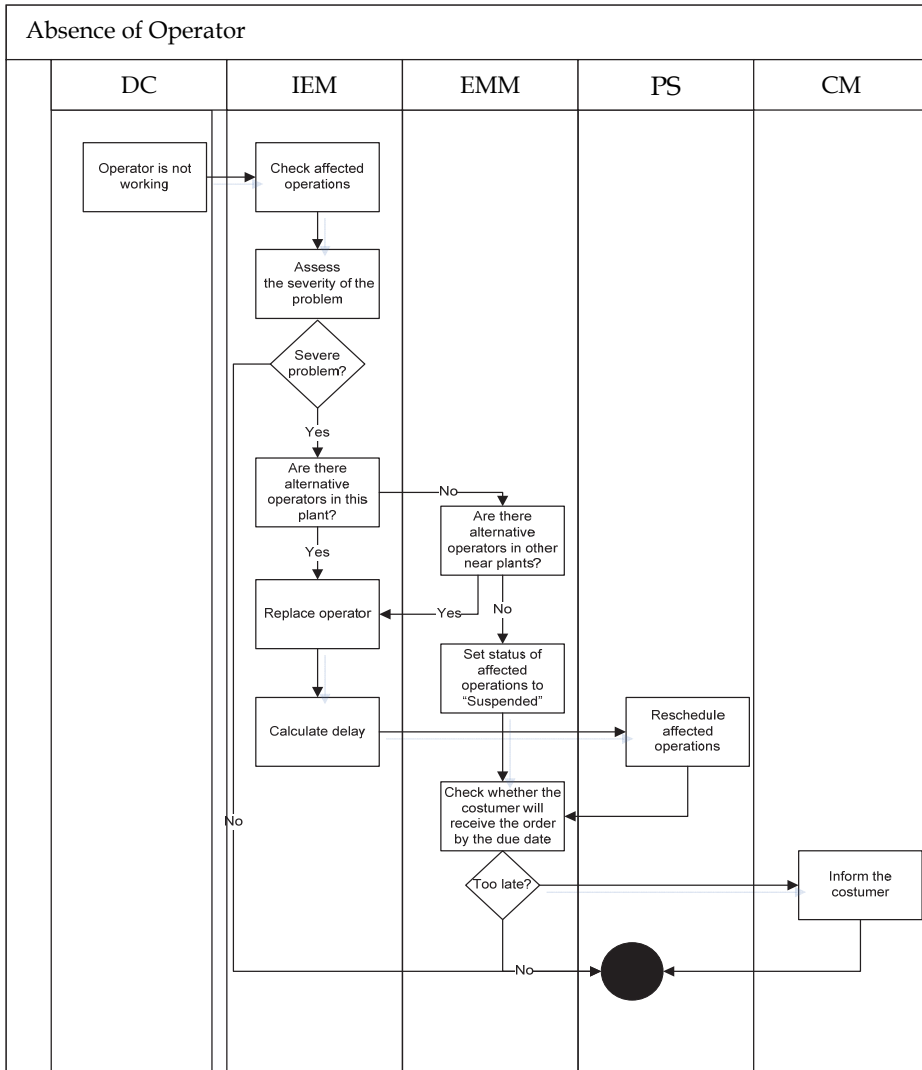 Absence of Operator
DC
IEM
EMM
PS
CM
Operator is not
working
Check affected
operations
Assess
the severity of the
problem
Severe
problem?
Yes
Are there
alternative
operators in this
plant?
No
Are there
alternative
operators in other
near plants?
Yes
Replace operator
Yes
No
Set status of
affected
operations to
“Suspended”
Calculate delay
Reschedule
affected
operations
Check whether the
costumer will
receive the order
by the due date
No
Too late?
Inform the
costumer
No